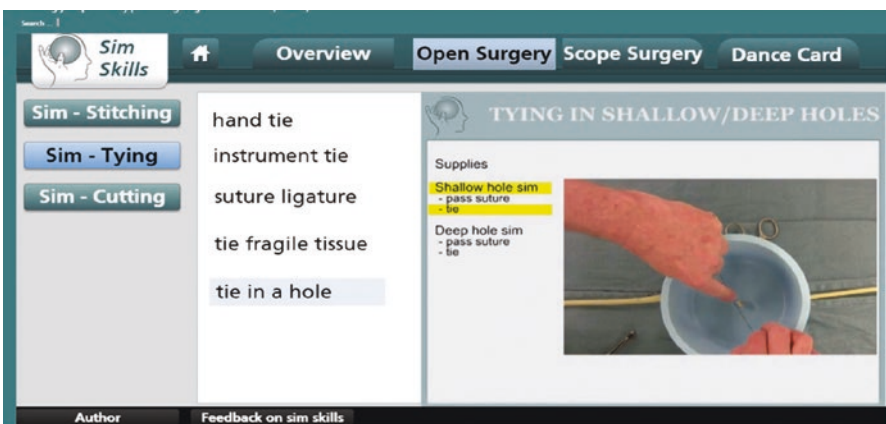 Search...
Sim
Skills
Overview
Open Surgery
Scope Surgery
Dance Card
Sim - Stitching
Sim - Tying
Sim - Cutting
hand tie
instrument tie
suture ligature
tie fragile tissue
tie in a hole
TYING IN SHALLOW/DEEP HOLES
Supplies
Shallow hole sim
- pass suture
- tie
Deep hole sim
- pass suture
- tie
Author
Feedback on sim skills